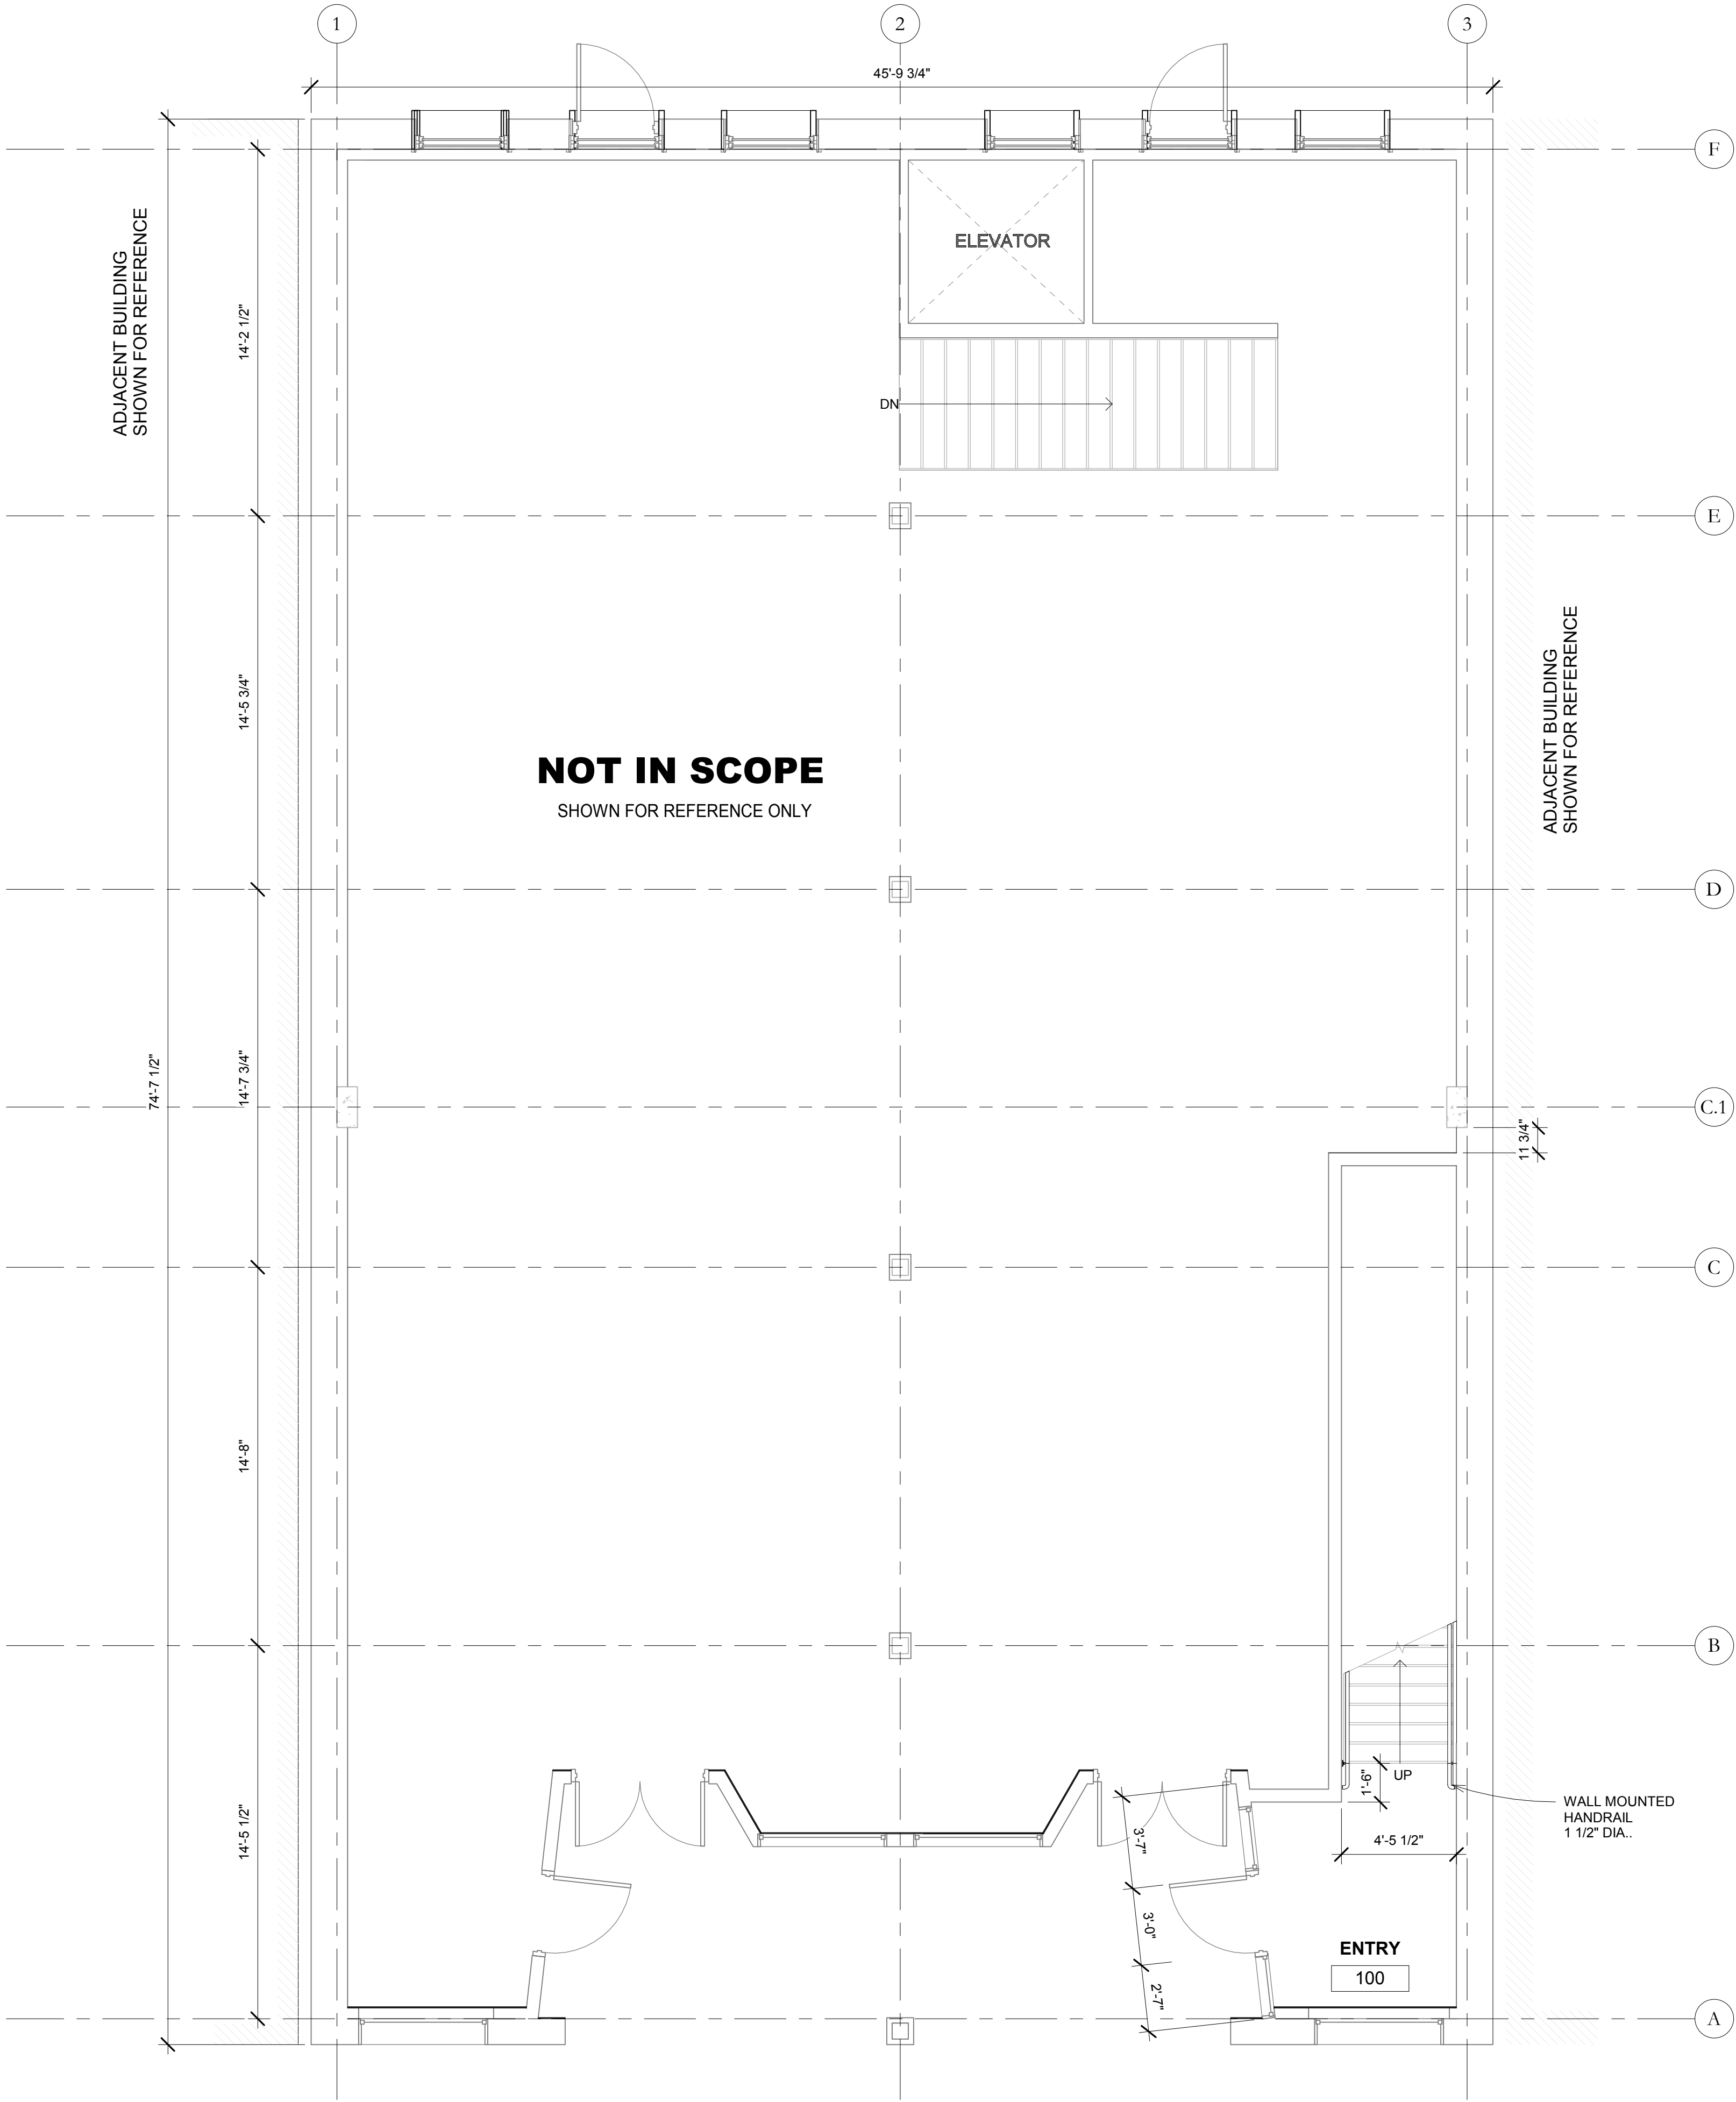 1
2
3
45'-9 3/4"
F
ADJACENT BUILDING
SHOWN FOR REFERENCE
ELEVATOR
14'-2 1/2"
DN
E
14'-5 3/4"
ADJACENT BUILDING
SHOWN FOR REFERENCE
NOT IN SCOPE
SHOWN FOR REFERENCE ONLY
D
74'-7 1/2"
14'-7 3/4"
C.1
11 3/4"
C
14'-8"
B
UP
1'-6"
WALL MOUNTED
HANDRAIL
1 1/2" DIA..
14'-5 1/2"
3'-7"
4'-5 1/2"
3'-0"
ENTRY
100
2'-7"
A